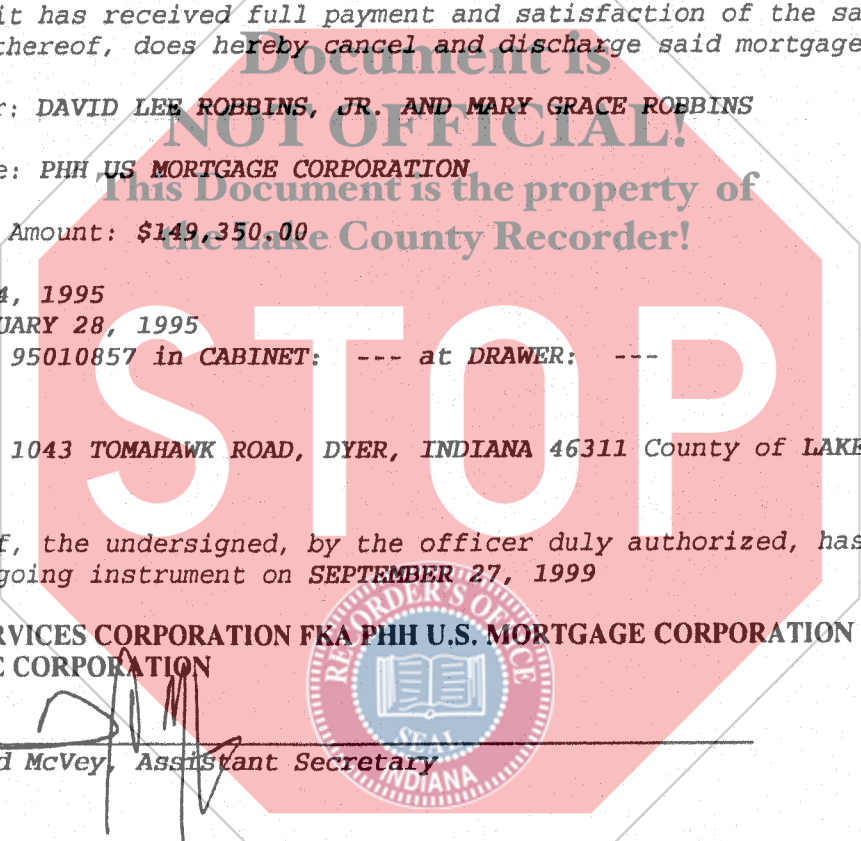 it has received full payment and satisfaction of the sa
thereof, does hereby cancel and discharge said mortgage
Document is
r: DAVID LEE ROBBINS, JR. AND MARY GRACE ROBBINS
NOT OFFICIAL!
e: PHH US MORTGAGE CORPORATION
This Document is the property of
Amount: $149,350.00
the Lake County Recorder!
4, 1995
UARY 28, 1995
95010857 in CABINET: --- at DRAWER: ---
STOP
1043 TOMAHAWK ROAD, DYER, INDIANA 46311 County of LAKE
f, the undersigned, by the officer duly authorized, has
going instrument on SEPTEMBER 27, 1999
RECORDER'S OFFICE
RVICES CORPORATION FKA PHH U.S. MORTGAGE CORPORATION
C CORPORATION
SEAL
d McVey, Assistant Secretary
INDIANA